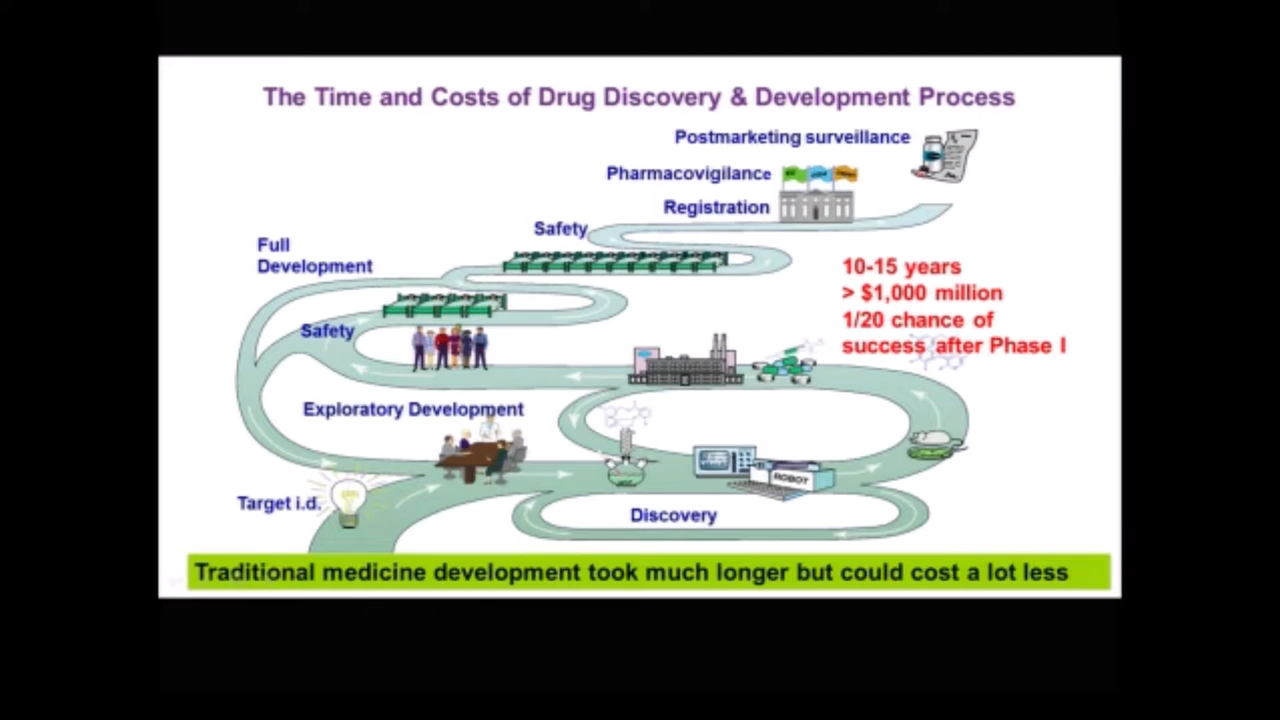 The Time and Costs of Drug Discovery & Development Process
Postmarketing surveillance
Pharmacovigilance
Registration
Safety
Full
Development
10-15 years
> $1,000 million
1/20 chance of
success after Phase I
Safety
Exploratory Development
ROBOT
Target i.d.
Discovery
Traditional medicine development took much longer but could cost a lot less